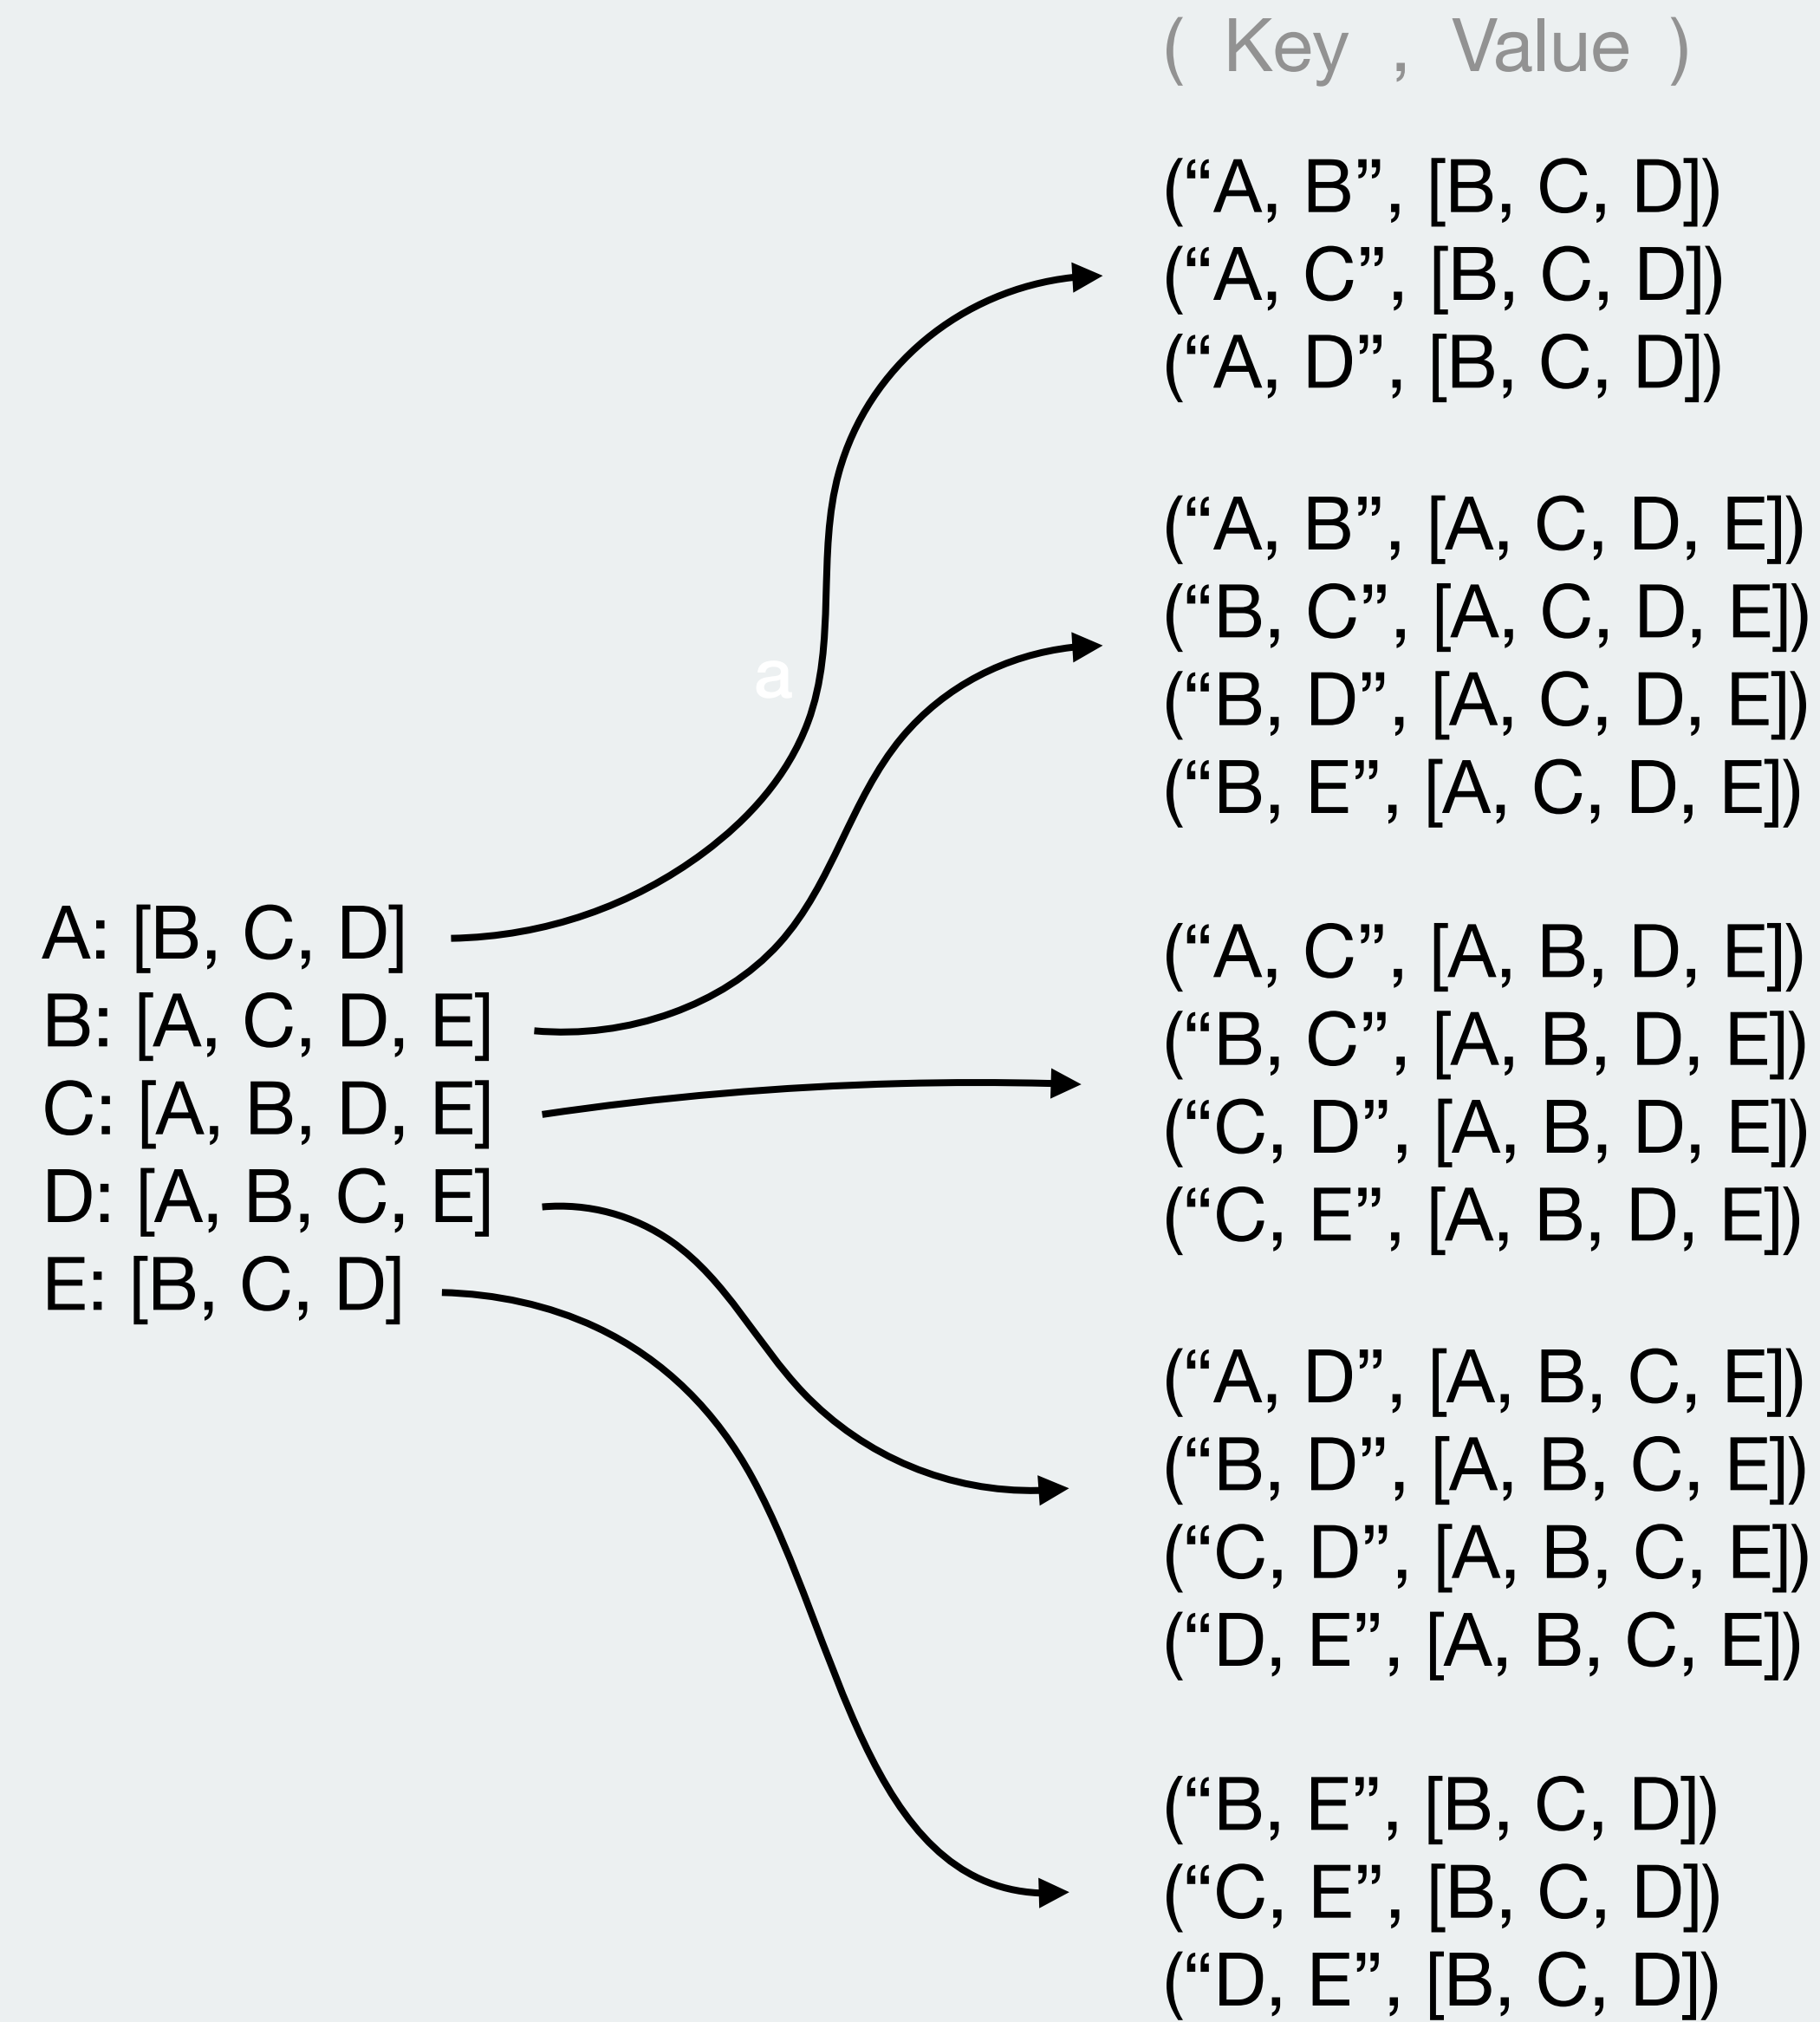 ( Key , Value )
(“A, B”, [B, C, D])
(“A, C”, [B, C, D])
(“A, D”, [B, C, D])
(“A, B”, [A, C, D, E])
(“B, C”, [A, C, D, E])
(“B, D”, [A, C, D, E])
(“B, E”, [A, C, D, E])
a
A: [B, C, D]
B: [A, C, D, E]
C: [A, B, D, E]
D: [A, B, C, E]
E: [B, C, D]
(“A, C”, [A, B, D, E])
(“B, C”, [A, B, D, E])
(“C, D”, [A, B, D, E])
(“C, E”, [A, B, D, E])
(“A, D”, [A, B, C, E])
(“B, D”, [A, B, C, E])
(“C, D”, [A, B, C, E])
(“D, E”, [A, B, C, E])
(“B, E”, [B, C, D])
(“C, E”, [B, C, D])
(“D, E”, [B, C, D])